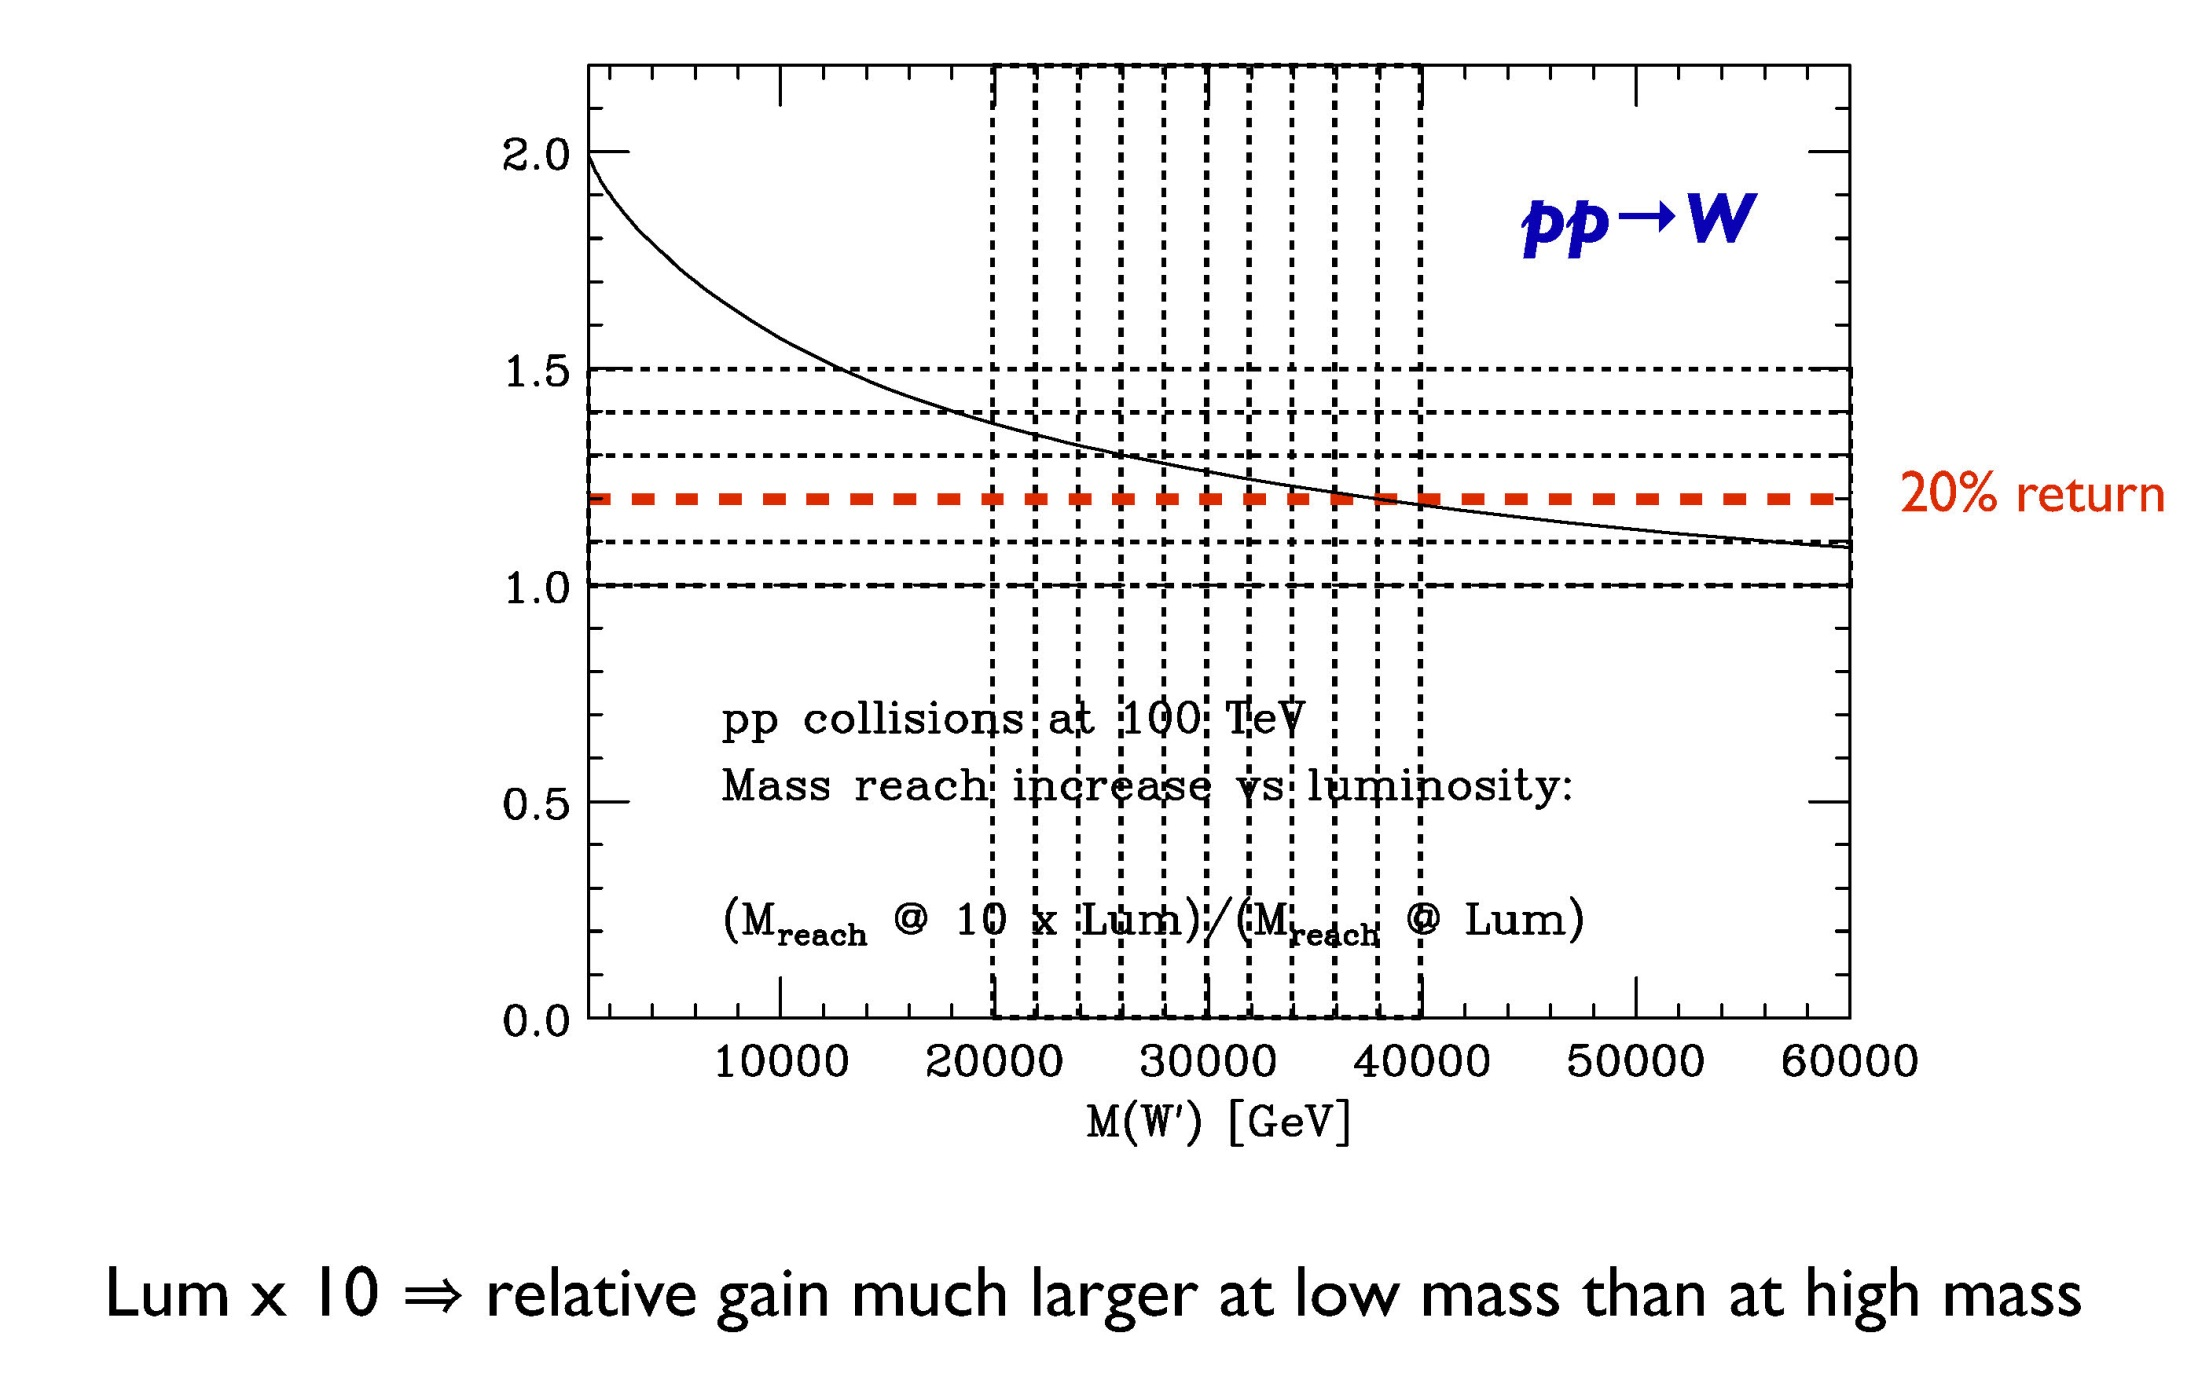 2.0
pp→W
1.5
20% return
1.0
pp collisions at 100 TeV
Mass reach increase vs luminosity:
0.5
(Mreach @ 10 x Lum)/(Mreach @ Lum)
0.0
10000 20000 30000 40000 50000 60000
M(W′) [GeV]
Lum x 10 ⇒ relative gain much larger at low mass than at high mass